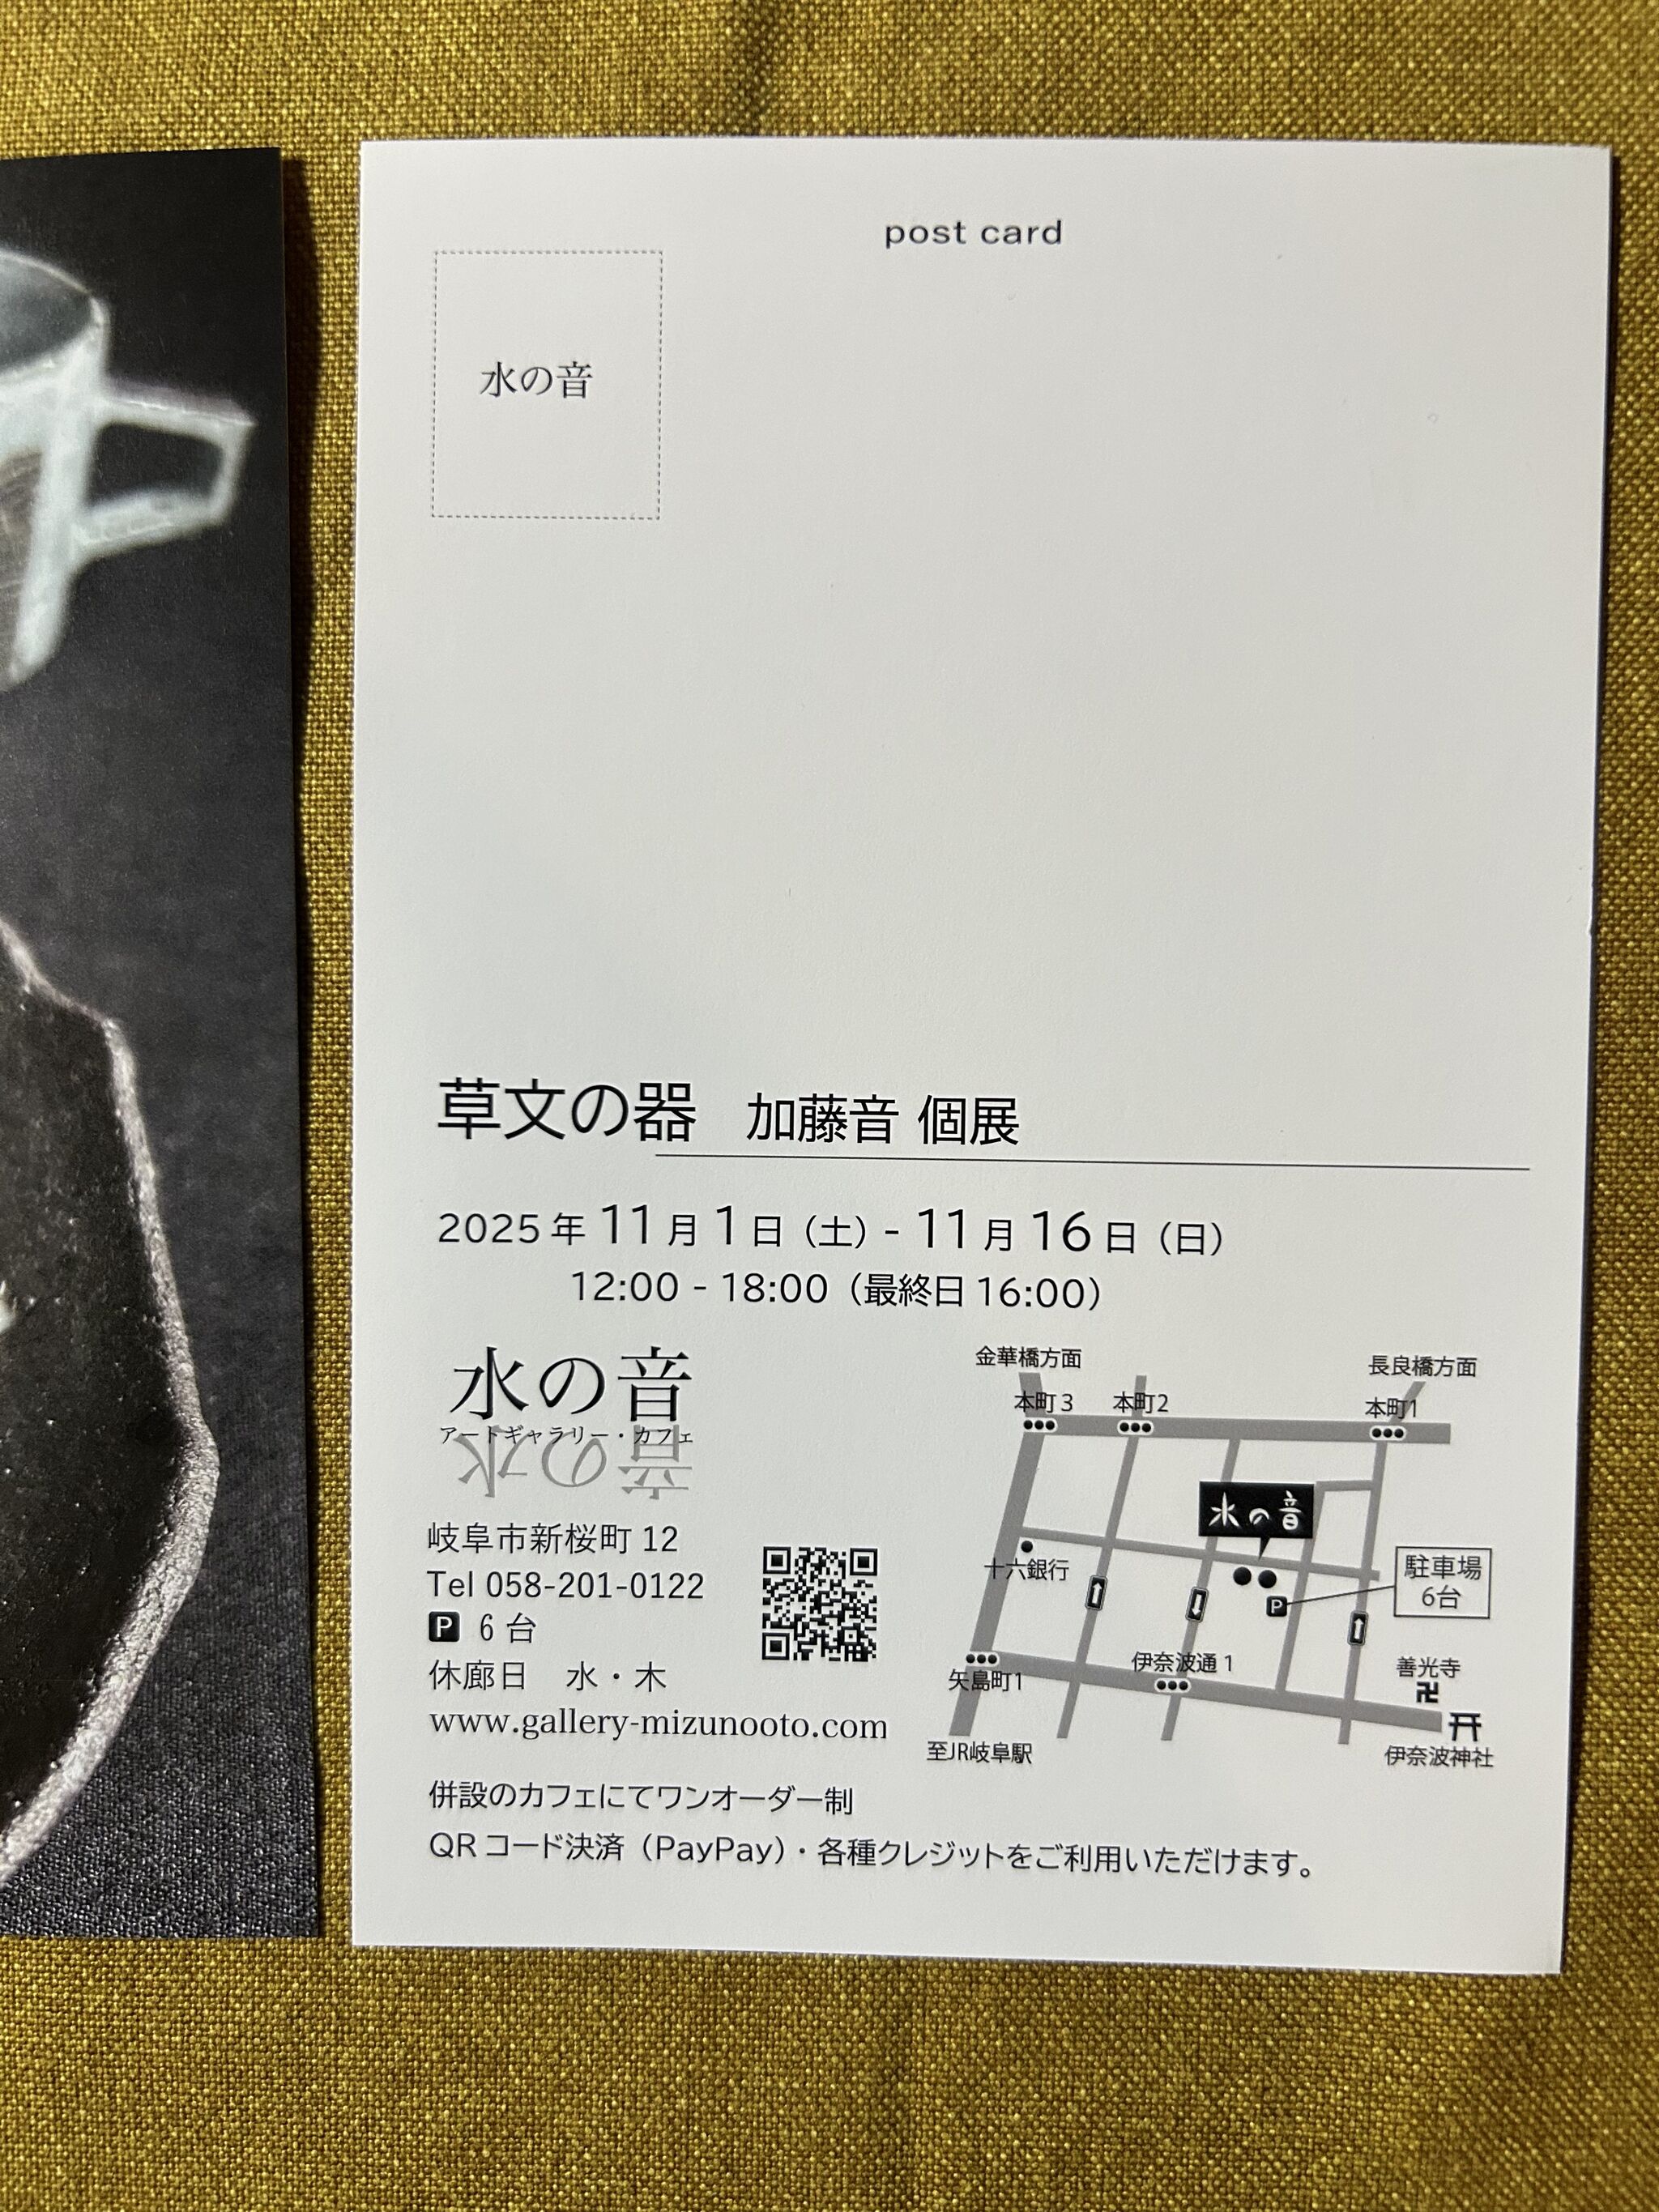 post card
水の音
草文の器 加藤音 個展
2025年 11月1日（土）- 11月16日（日）
12:00 - 18:00（最終日 16:00）
水の音
アートギャラリー・カフェ
水の音
岐阜市新桜町 12
Tel 058-201-0122
P 6台
休廊日 水・木
www.gallery-mizunooto.com
金華橋方面
長良橋方面
本町3
本町2
本町1
水の音
十六銀行
P
駐車場
6台
伊奈波通1
矢島町1
善光寺
至JR岐阜駅
伊奈波神社
併設のカフェにてワンオーダー制
QRコード決済（PayPay）・各種クレジットをご利用いただけます。